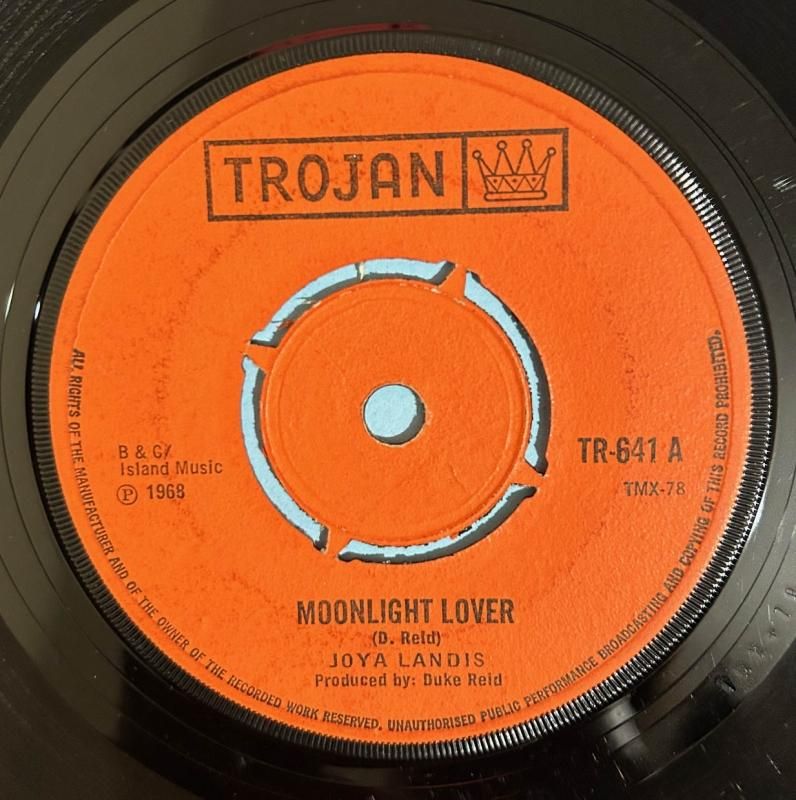 TROJAN
B & C/
Island Music
Ⓟ 1968
TR-641 A
TMX-78
MOONLIGHT LOVER
(D. Reid)
JOYA LANDIS
Produced by: Duke Reid
ALL RIGHTS OF THE MANUFACTURER AND OF THE OWNER OF THE RECORDED WORK RESERVED. UNAUTHORISED PUBLIC PERFORMANCE BROADCASTING AND COPYING OF THIS RECORD PROHIBITED.